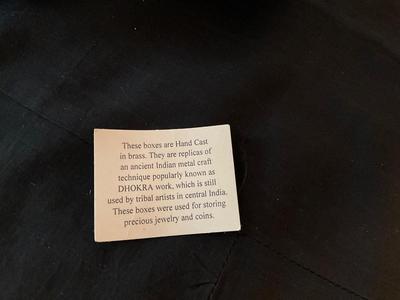 These boxes are Hand Cast
in brass. They are replicas of
an ancient Indian metal craft
technique popularly known as
DHOKRA work, which is still
used by tribal artists in central India.
These boxes were used for storing
precious jewelry and coins.